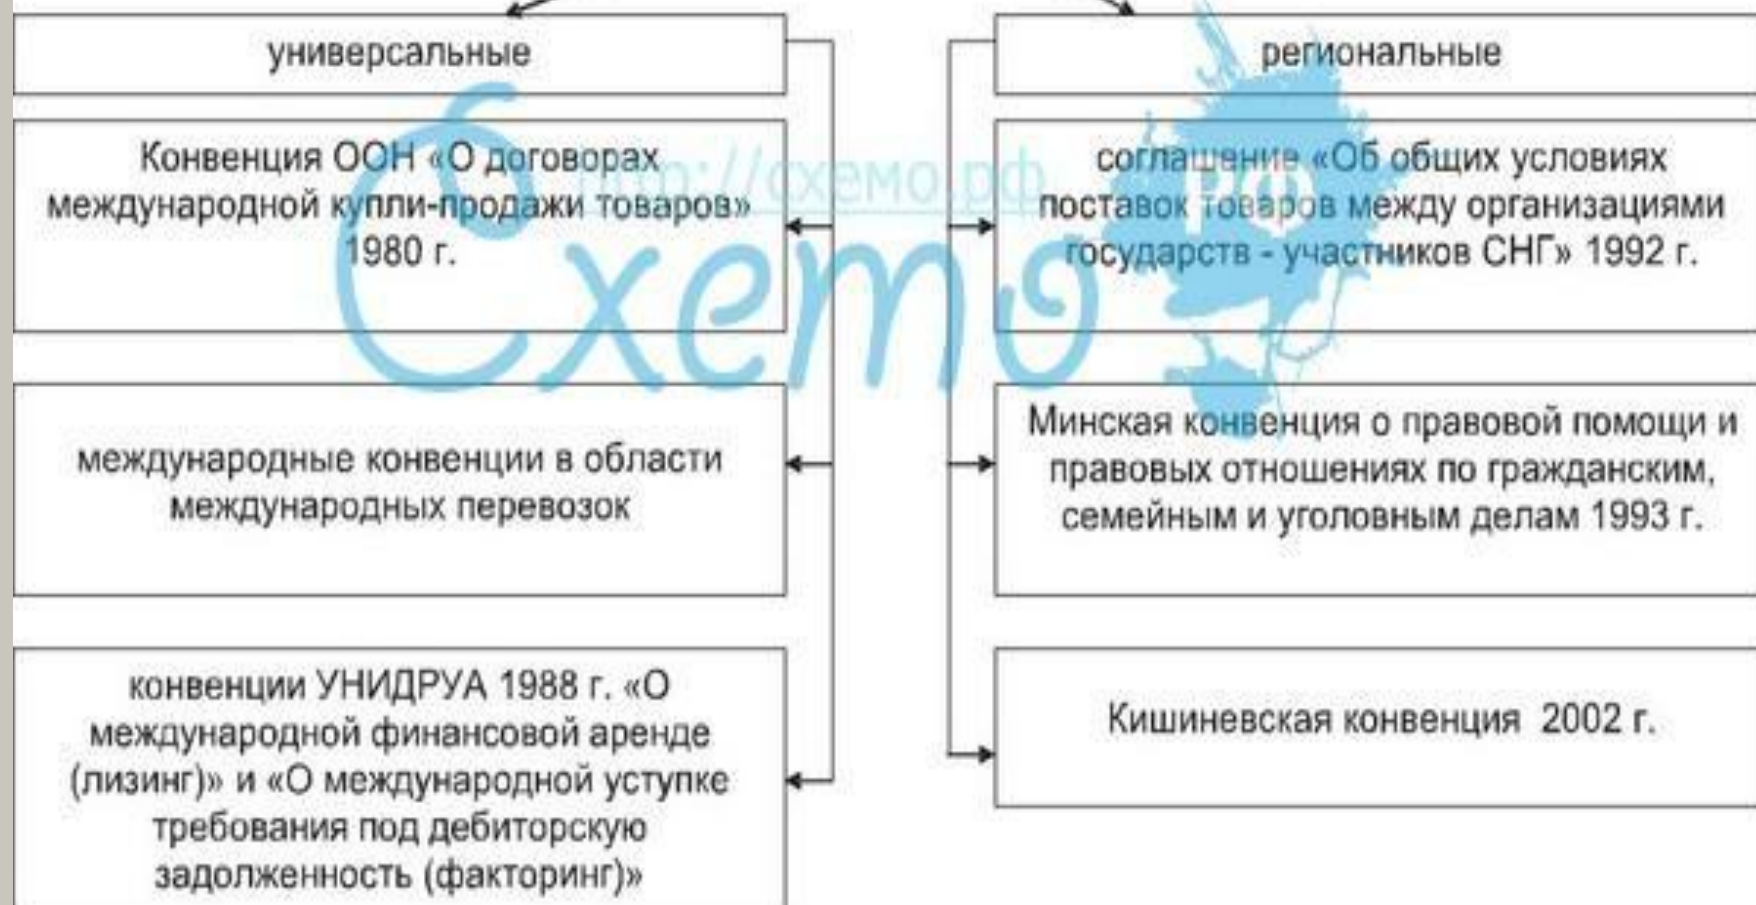 универсальные
Конвенция ООН «О договорах
международной купли-продажи товаров»
1980 г.
международные конвенции в области
международных перевозок
конвенции УНИДРУА 1988 г. «О
международной финансовой аренде
(лизинг)» и «О международной уступке
требования под дебиторскую
задолженность (факторинг)»
региональные
соглашение «Об общих условиях
поставок товаров между организациями
государств - участников СНГ» 1992 г.
Минская конвенция о правовой помощи и
правовых отношениях по гражданским,
семейным и уголовным делам 1993 г.
Кишиневская конвенция 2002 г.
http://схемо.рф
Схемо
РФ